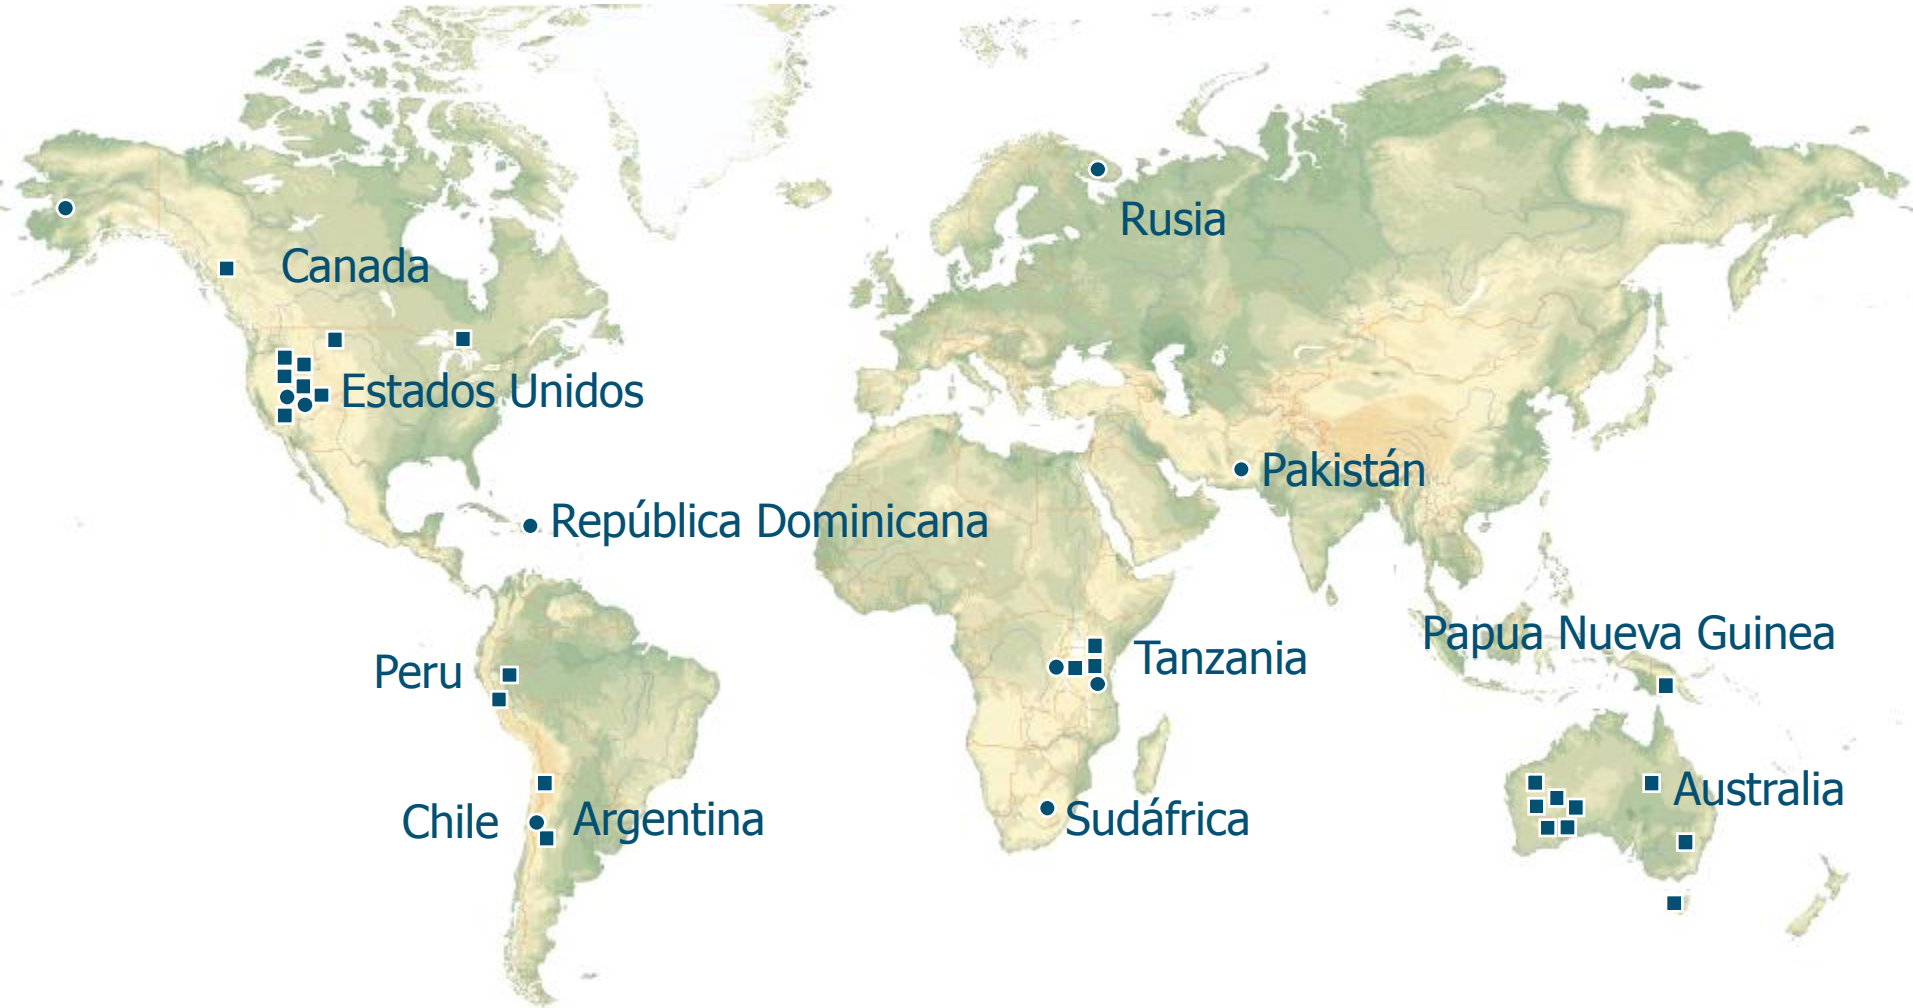 Rusia
Canada
Estados Unidos
Pakistán
República Dominicana
Papua Nueva Guinea
Peru
Tanzania
Australia
Chile
Argentina
Sudáfrica